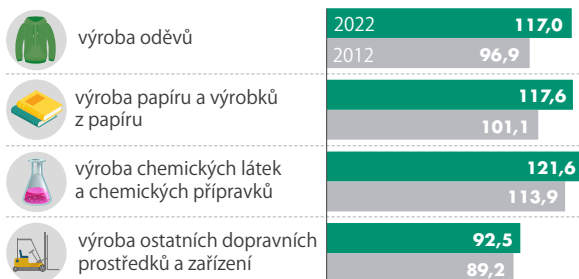 výroba oděvů
2022 117,0
2012 96,9
výroba papíru a výrobků
z papíru
117,6
101,1
výroba chemických látek
a chemických přípravků
121,6
113,9
výroba ostatních dopravních
prostředků a zařízení
92,5
89,2